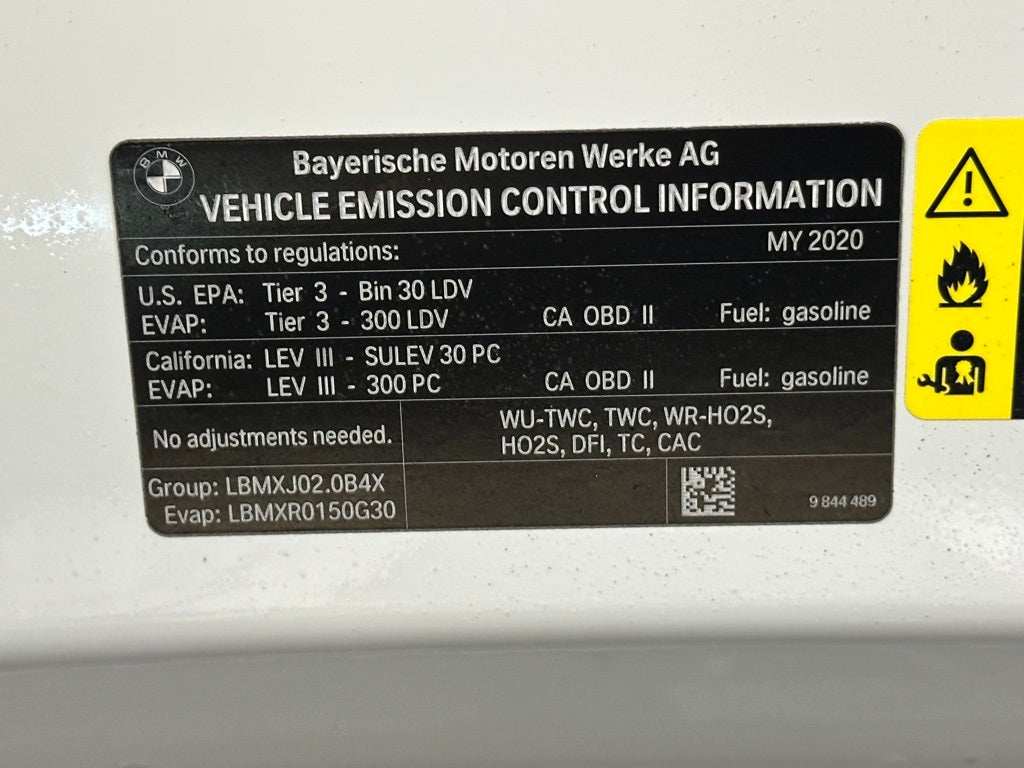 BMW
Bayerische Motoren Werke AG
VEHICLE EMISSION CONTROL INFORMATION
Conforms to regulations: MY 2020
U.S. EPA: Tier 3 - Bin 30 LDV
EVAP: Tier 3 - 300 LDV CA OBD II Fuel: gasoline
California: LEV III - SULEV 30 PC
EVAP: LEV III - 300 PC CA OBD II Fuel: gasoline
No adjustments needed.
WU-TWC, TWC, WR-HO2S,
HO2S, DFI, TC, CAC
Group: LBMXJ02.0B4X
Evap: LBMXR0150G30
9 844 489